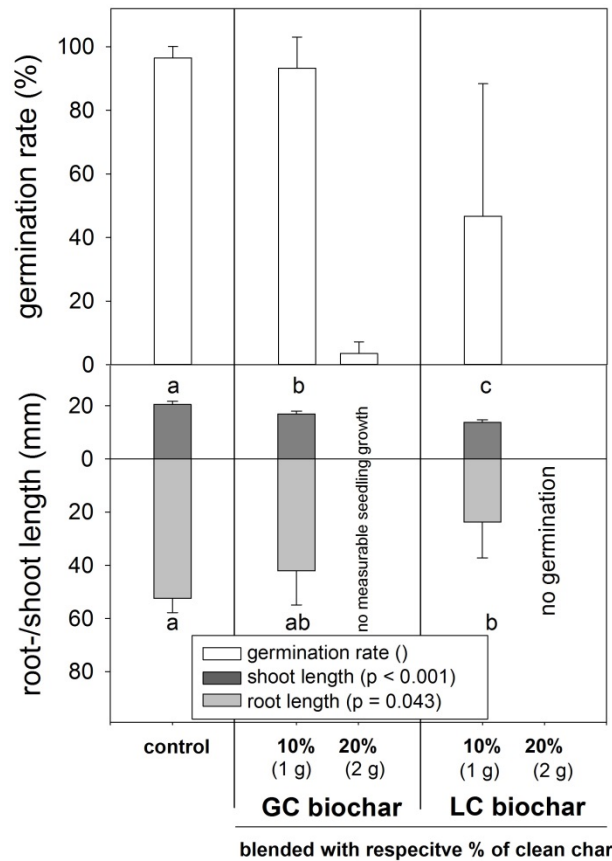 germination rate (%)
100
80
60
40
20
0
root-/shoot length (mm)
20
0
20
40
60
80
a
b
c
a
ab
b
no measurable seedling growth
no germination
germination rate ()
shoot length (p < 0.001)
root length (p = 0.043)
control
10%
20%
10%
20%
(1 g)
(2 g)
(1 g)
(2 g)
GC biochar
LC biochar
blended with respecitve % of clean char